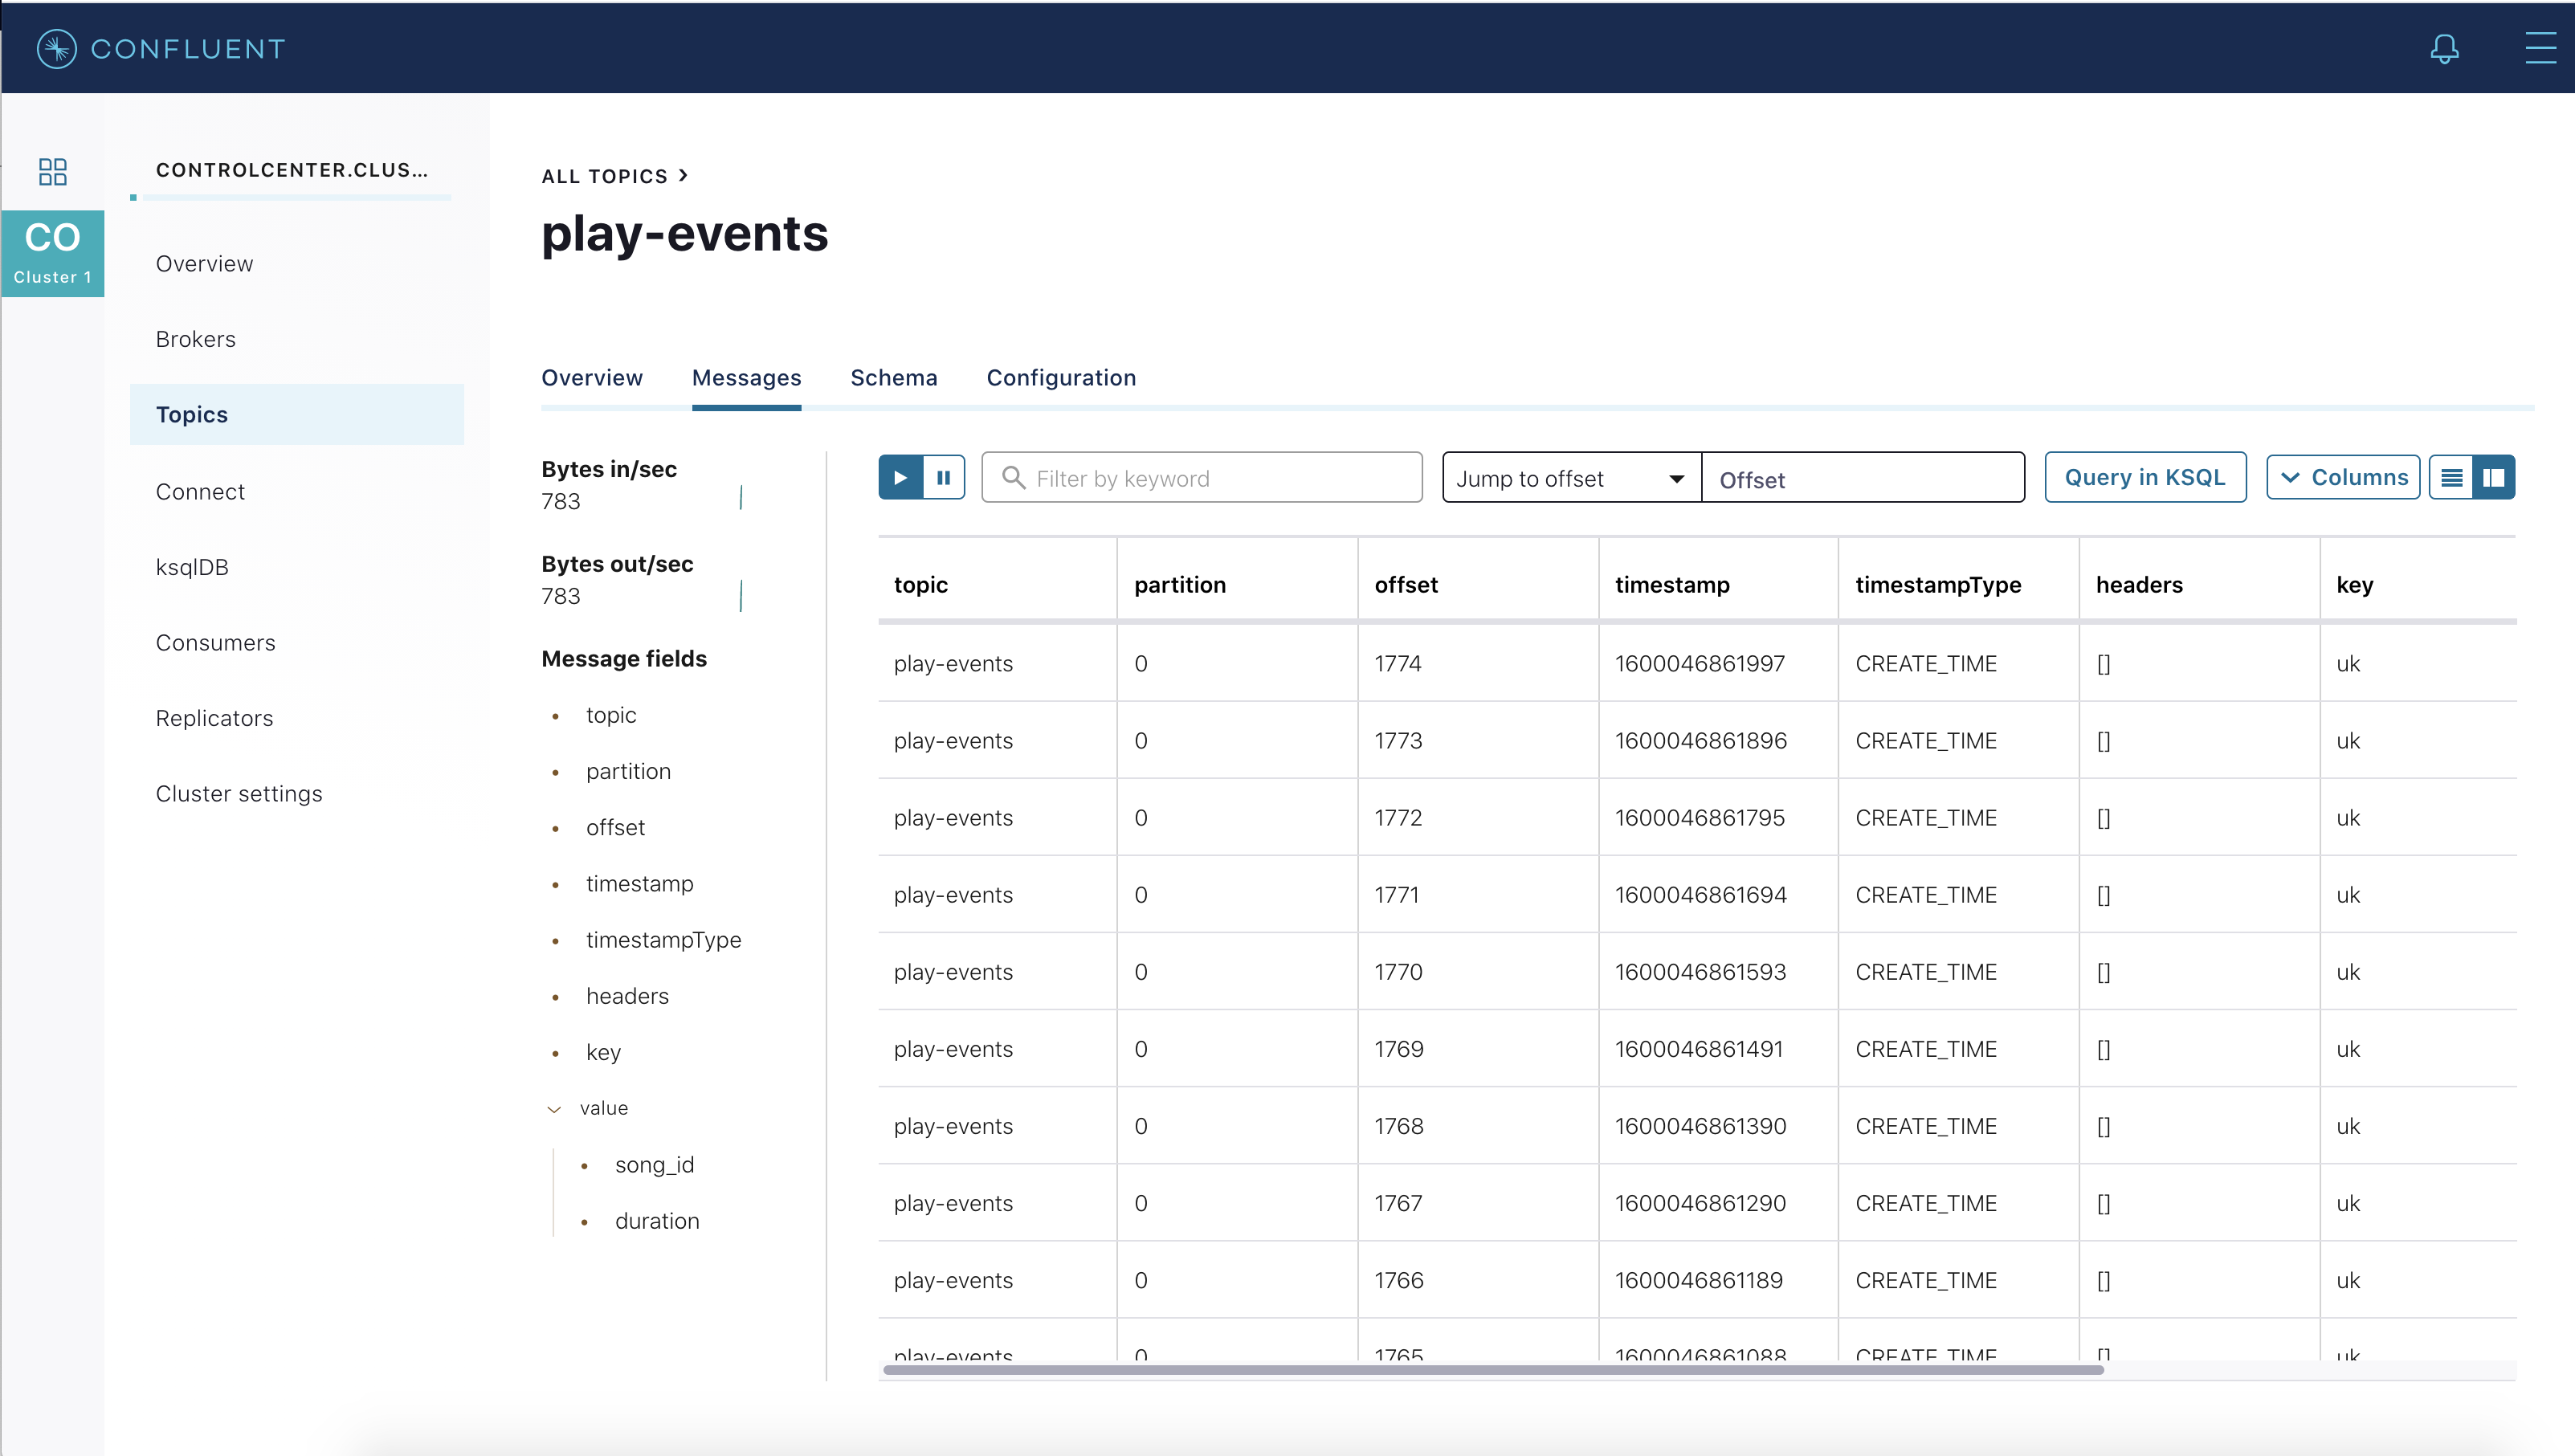 CONFLUENT
CO
Cluster 1
CONTROLCENTER.CLUS...
Overview
Brokers
Topics
Connect
ksqlDB
Consumers
Replicators
Cluster settings
ALL TOPICS
play-events
Overview Messages Schema Configuration
Bytes in/sec
783
Bytes out/sec
783
Message fields
topic
partition
offset
timestamp
timestampType
headers
key
value
song_id
duration
Filter by keyword Jump to offset Offset Query in KSQL Columns
topic partition offset timestamp timestampType headers key
play-events 0 1774 1600046861997 CREATE_TIME [] uk
play-events 0 1773 1600046861896 CREATE_TIME [] uk
play-events 0 1772 1600046861795 CREATE_TIME [] uk
play-events 0 1771 1600046861694 CREATE_TIME [] uk
play-events 0 1770 1600046861593 CREATE_TIME [] uk
play-events 0 1769 1600046861491 CREATE_TIME [] uk
play-events 0 1768 1600046861390 CREATE_TIME [] uk
play-events 0 1767 1600046861290 CREATE_TIME [] uk
play-events 0 1766 1600046861189 CREATE_TIME [] uk
play-events 0 1765 1600046861088 CREATE_TIME [] uk